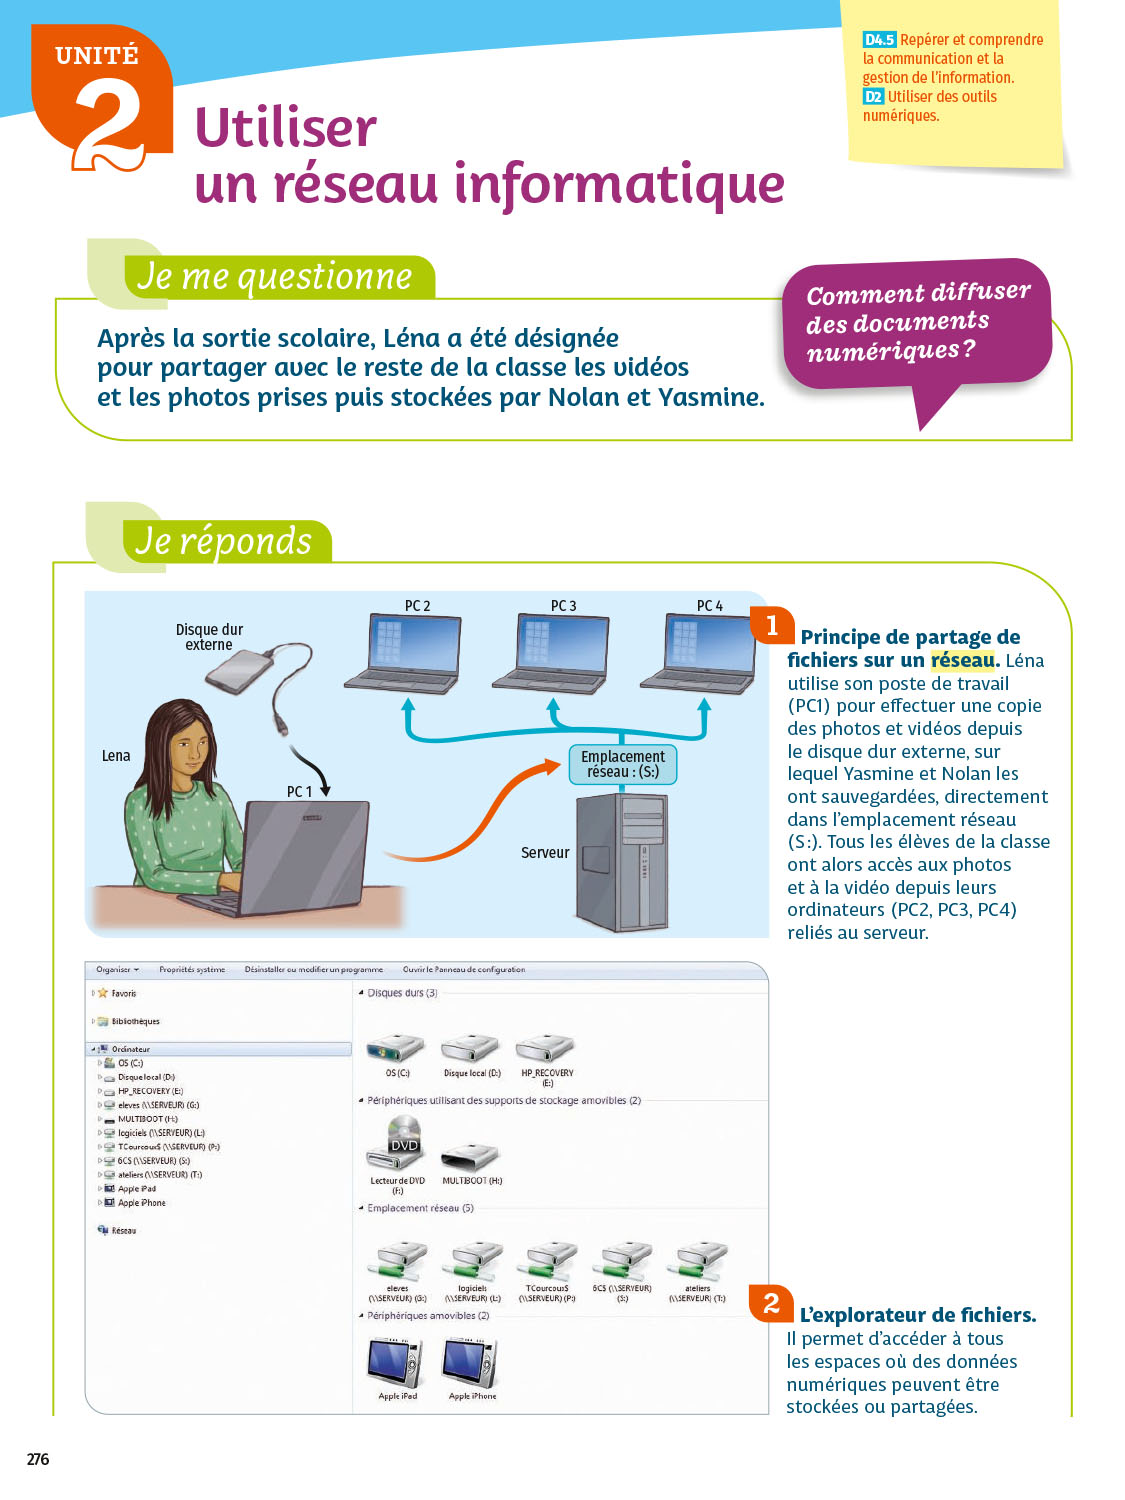 UNITÉ
2
D4.5 Repérer et comprendre
la communication et la
gestion de l'information.
D2 Utiliser des outils
numériques.
Utiliser
un réseau informatique
Je me questionne
Après la sortie scolaire, Léna a été désignée
pour partager avec le reste de la classe les vidéos
et les photos prises puis stockées par Nolan et Yasmine.
Comment diffuser
des documents
numériques ?
Je réponds
Disque dur
externe
PC 2
PC 3
PC 4
Lena
PC 1
Emplacement
réseau : (S:)
Serveur
1 Principe de partage de
fichiers sur un réseau. Léna
utilise son poste de travail
(PC1) pour effectuer une copie
des photos et vidéos depuis
le disque dur externe, sur
lequel Yasmine et Nolan les
ont sauvegardées, directement
dans l'emplacement réseau
(S :). Tous les élèves de la classe
ont alors accès aux photos
et à la vidéo depuis leurs
ordinateurs (PC2, PC3, PC4)
reliés au serveur.
Organiser
Propriétés système
Désinstaller ou modifier un programme
Ouvrir le Panneau de configuration
Favoris
Bibliothèques
Ordinateur
OS (C:)
Disque local (D:)
HP_RECOVERY (E:)
eleves (\\SERVEUR) (G:)
MULTIBOOT (H:)
logiciels (\\SERVEUR) (L:)
TCourcoux$ (\\SERVEUR) (P:)
6C$ (\\SERVEUR) (S:)
ateliers (\\SERVEUR) (T:)
Apple iPad
Apple iPhone
Réseau
Disques durs (3)
OS (C:)
Disque local (D:)
HP_RECOVERY
(E:)
Périphériques utilisant des supports de stockage amovibles (2)
DVD
Lecteur de DVD
(F:)
MULTIBOOT (H:)
Emplacement réseau (5)
eleves
(\\SERVEUR) (G:)
logiciels
(\\SERVEUR) (L:)
TCourcoux$
(\\SERVEUR) (P:)
6C$ (\\SERVEUR)
(S:)
ateliers
(\\SERVEUR) (T:)
Périphériques amovibles (2)
Apple iPad
Apple iPhone
2 L'explorateur de fichiers.
Il permet d'accéder à tous
les espaces où des données
numériques peuvent être
stockées ou partagées.
276